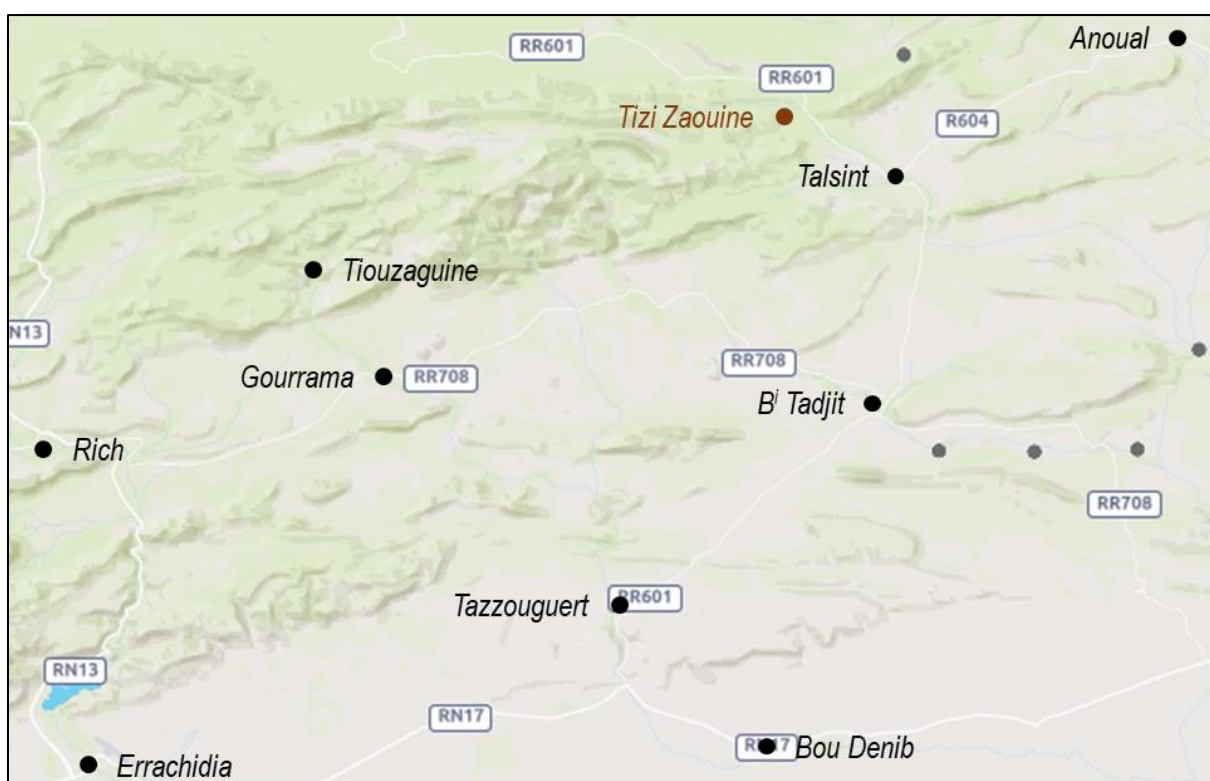 Anoual
RR601
RR601
Tizi Zaouine
R604
Talsint
Tiouzaguine
N13
RR708
Gourrama
RR708
Bⁱ Tadjit
Rich
RR708
Tazzouguert
RR601
RN13
RN17
Bou Denib
Errachidia